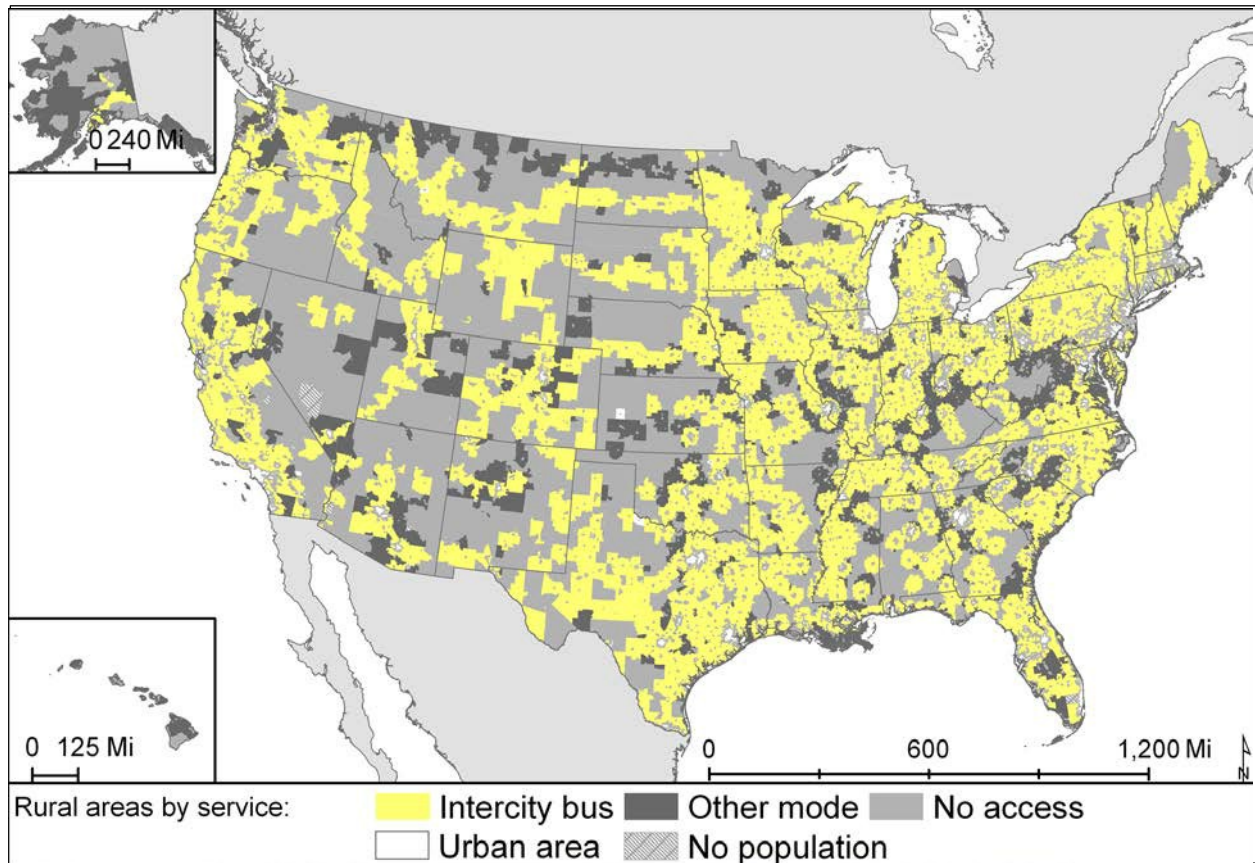 0 240 Mi
0 125 Mi
0 600 1,200 Mi
N
Rural areas by service: Intercity bus Other mode No access
Urban area No population